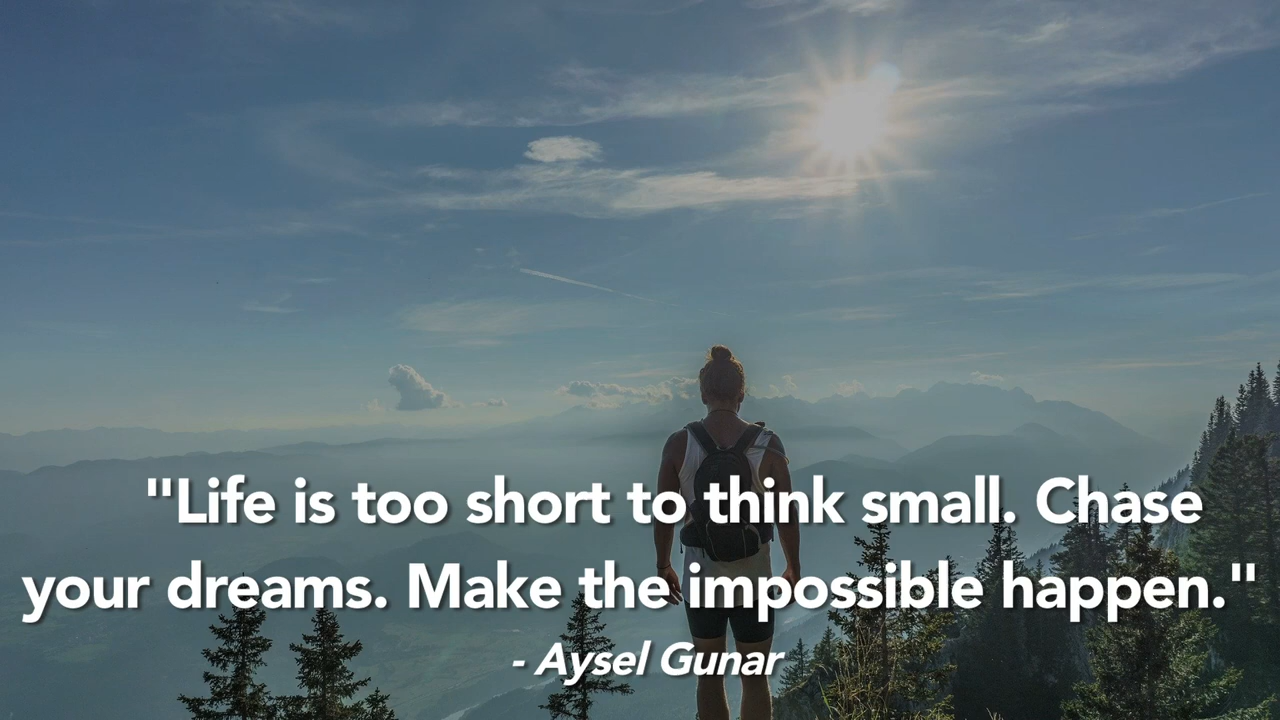 "Life is too short to think small. Chase
your dreams. Make the impossible happen."
- Aysel Gunar